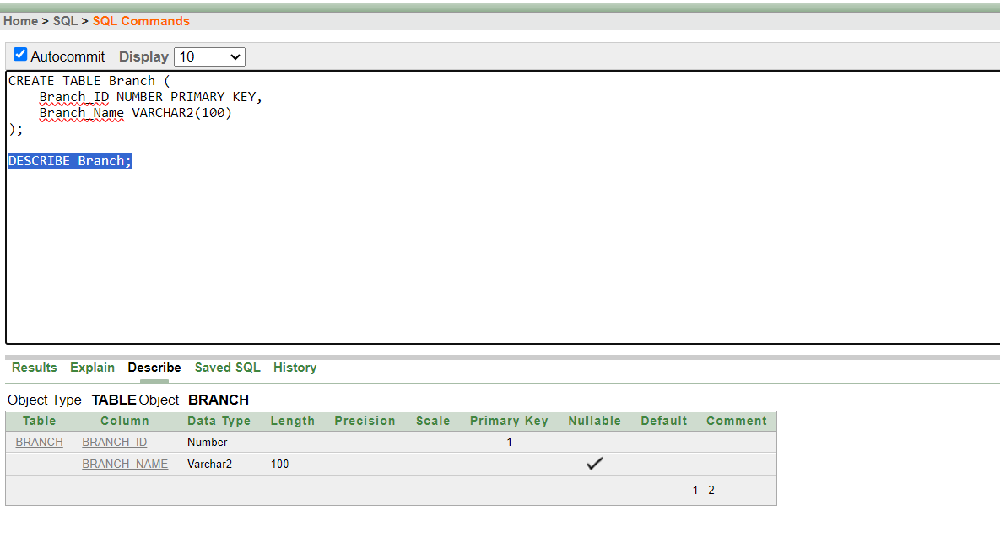 Home > SQL > SQL Commands
Autocommit Display 10
CREATE TABLE Branch (
    Branch_ID NUMBER PRIMARY KEY,
    Branch_Name VARCHAR2(100)
);
DESCRIBE Branch;
Results Explain Describe Saved SQL History
Object Type TABLE Object BRANCH
Table Column Data Type Length Precision Scale Primary Key Nullable Default Comment
BRANCH BRANCH_ID Number - - - 1 - - -
BRANCH_NAME Varchar2 100 - - - ✓ - -
1 - 2